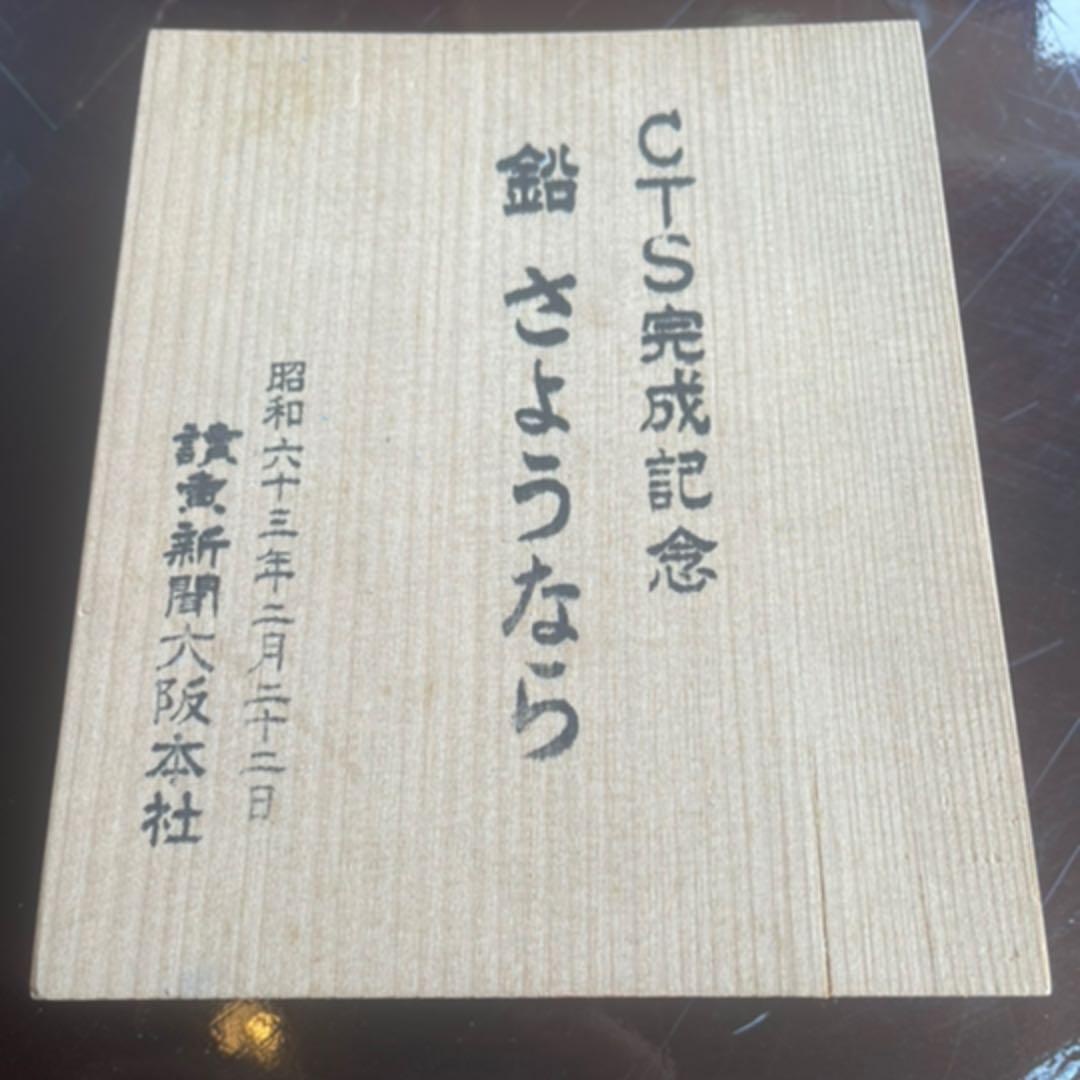 CTS完成記念
鉛 さようなら
昭和六十三年二月二十二日
讀賣新聞大阪本社